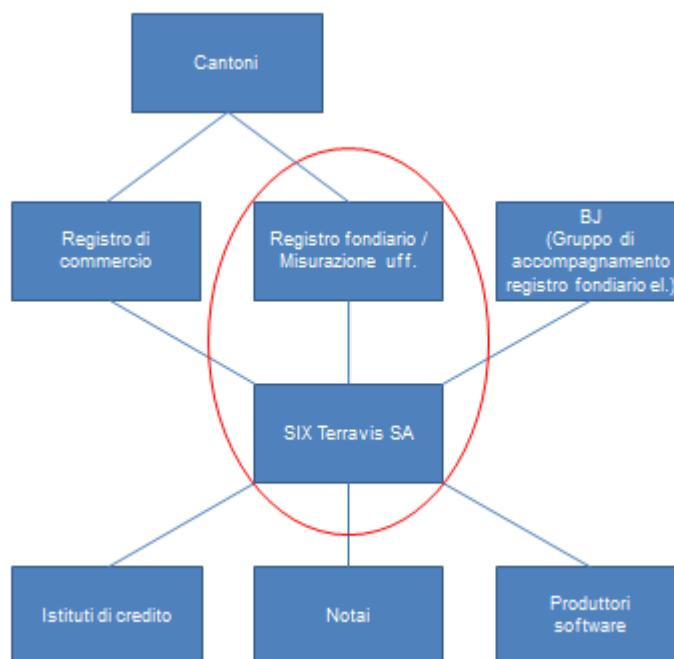 Cantoni
Registro di
commercio
Registro fondiario /
Misurazione uff.
BJ
(Gruppo di
accompagnamento
registro fondiario el.)
SIX Terravis SA
Istituti di credito
Notai
Produttori
software